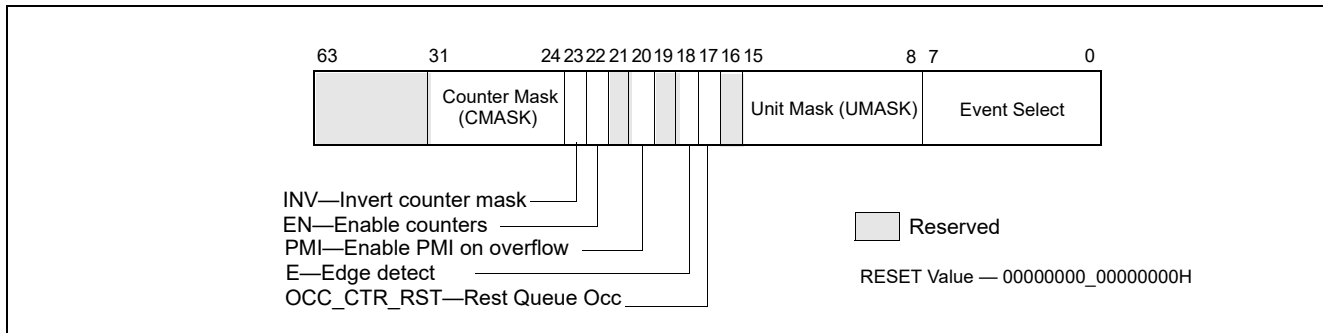 63 31 24 23 22 21 20 19 18 17 16 15 8 7 0
Counter Mask
(CMASK)
Unit Mask (UMASK)
Event Select
INV—Invert counter mask
EN—Enable counters
PMI—Enable PMI on overflow
E—Edge detect
OCC_CTR_RST—Rest Queue Occ
Reserved
RESET Value — 00000000_00000000H